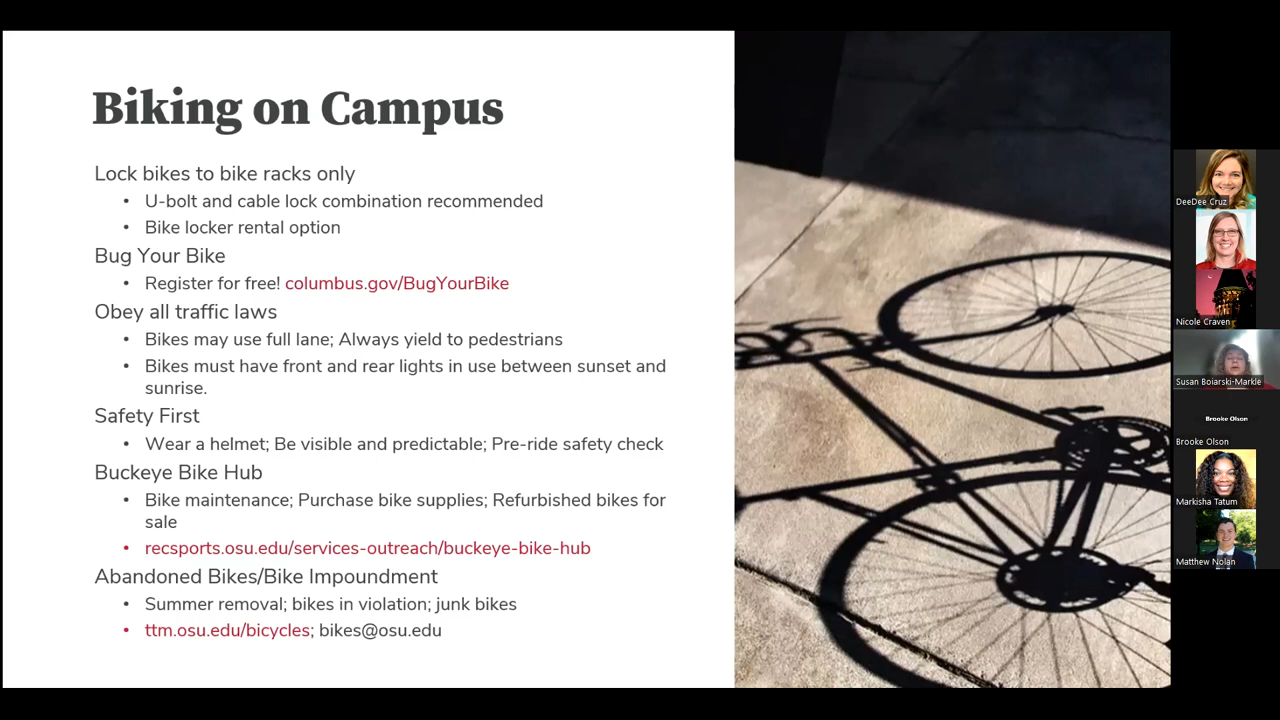 Biking on Campus
Lock bikes to bike racks only
• U-bolt and cable lock combination recommended
• Bike locker rental option
Bug Your Bike
• Register for free! columbus.gov/BugYourBike
Obey all traffic laws
• Bikes may use full lane; Always yield to pedestrians
• Bikes must have front and rear lights in use between sunset and
sunrise.
Safety First
• Wear a helmet; Be visible and predictable; Pre-ride safety check
Buckeye Bike Hub
• Bike maintenance; Purchase bike supplies; Refurbished bikes for
sale
• recsports.osu.edu/services-outreach/buckeye-bike-hub
Abandoned Bikes/Bike Impoundment
• Summer removal; bikes in violation; junk bikes
• ttm.osu.edu/bicycles; bikes@osu.edu
DeeDee Cruz
Nicole Craven
Susan Boiarski-Markle
Brooke Olson
Brooke Olson
Markisha Tatum
Matthew Nolan